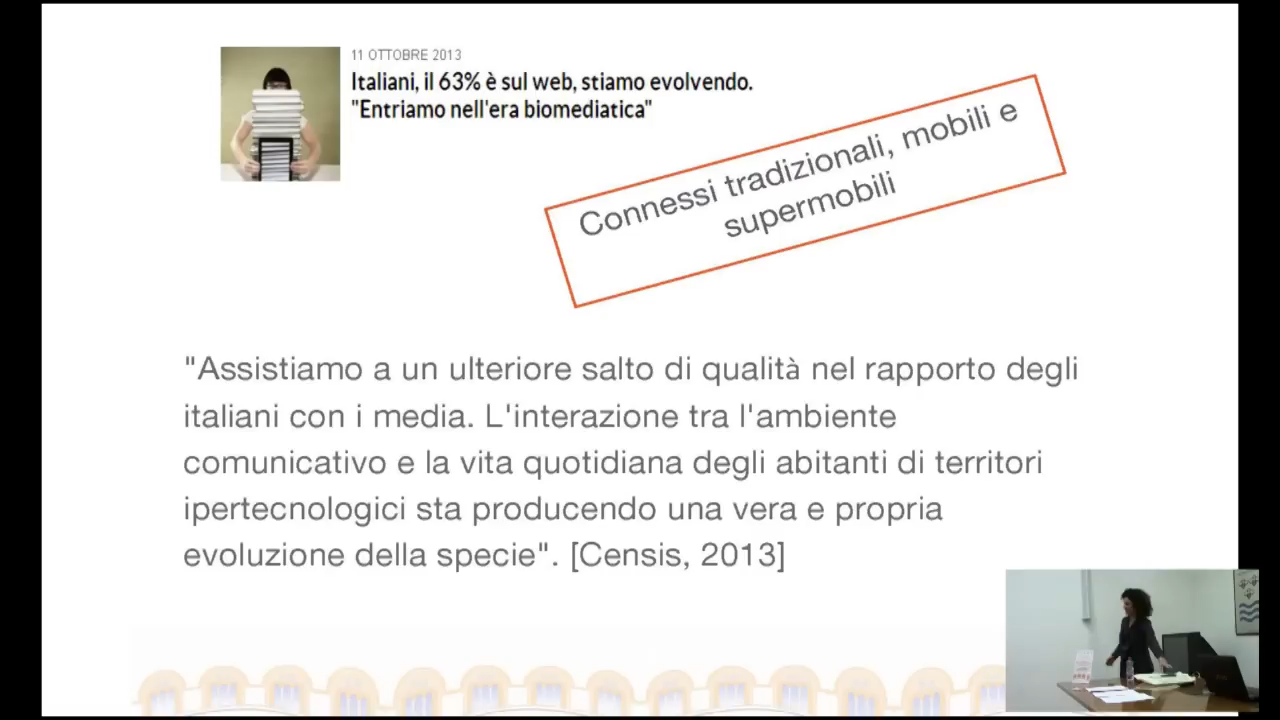 11 OTTOBRE 2013
Italiani, il 63% è sul web, stiamo evolvendo.
"Entriamo nell'era biomediatica"
Connessi tradizionali, mobili e
supermobili
"Assistiamo a un ulteriore salto di qualità nel rapporto degli
italiani con i media. L'interazione tra l'ambiente
comunicativo e la vita quotidiana degli abitanti di territori
ipertecnologici sta producendo una vera e propria
evoluzione della specie". [Censis, 2013]